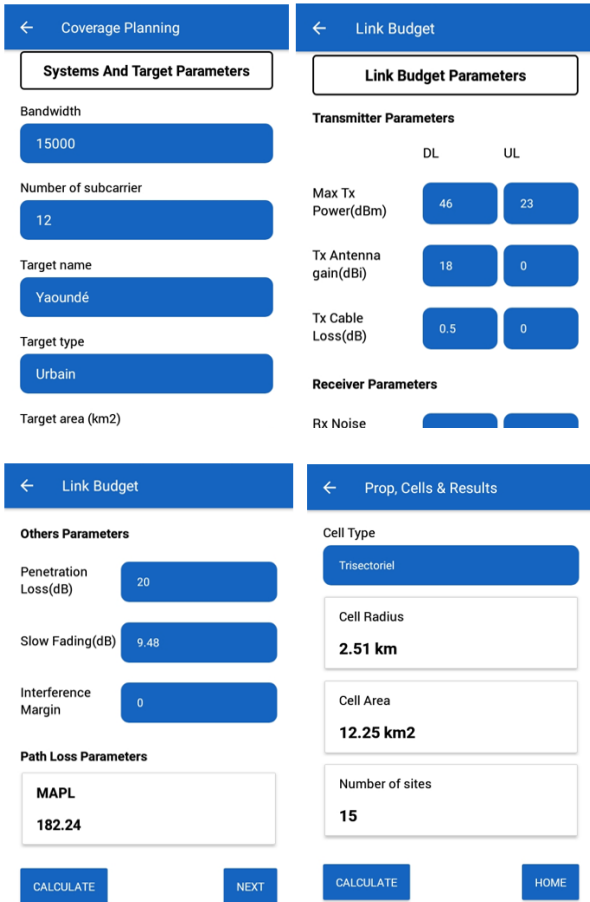 ← Coverage Planning
Systems And Target Parameters
Bandwidth
15000
Number of subcarrier
12
Target name
Yaoundé
Target type
Urbain
Target area (km2)
← Link Budget
Link Budget Parameters
Transmitter Parameters
DL UL
Max Tx
Power(dBm)
46 23
Tx Antenna
gain(dBi)
18 0
Tx Cable
Loss(dB)
0.5 0
Receiver Parameters
Rx Noise
← Link Budget
Others Parameters
Penetration
Loss(dB)
20
Slow Fading(dB) 9.48
Interference
Margin
0
Path Loss Parameters
MAPL
182.24
CALCULATE NEXT
← Prop, Cells & Results
Cell Type
Trisectoriel
Cell Radius
2.51 km
Cell Area
12.25 km2
Number of sites
15
CALCULATE HOME